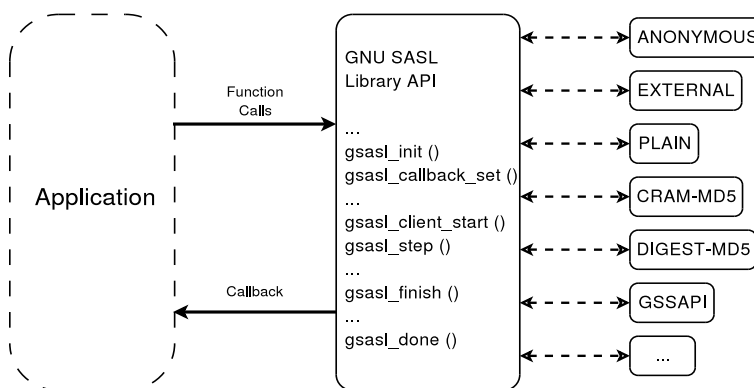 Application
Function
Calls
Callback
GNU SASL
Library API
...
gsasl_init ()
gsasl_callback_set ()
...
gsasl_client_start ()
gsasl_step ()
...
gsasl_finish ()
...
gsasl_done ()
ANONYMOUS
EXTERNAL
PLAIN
CRAM-MD5
DIGEST-MD5
GSSAPI
...